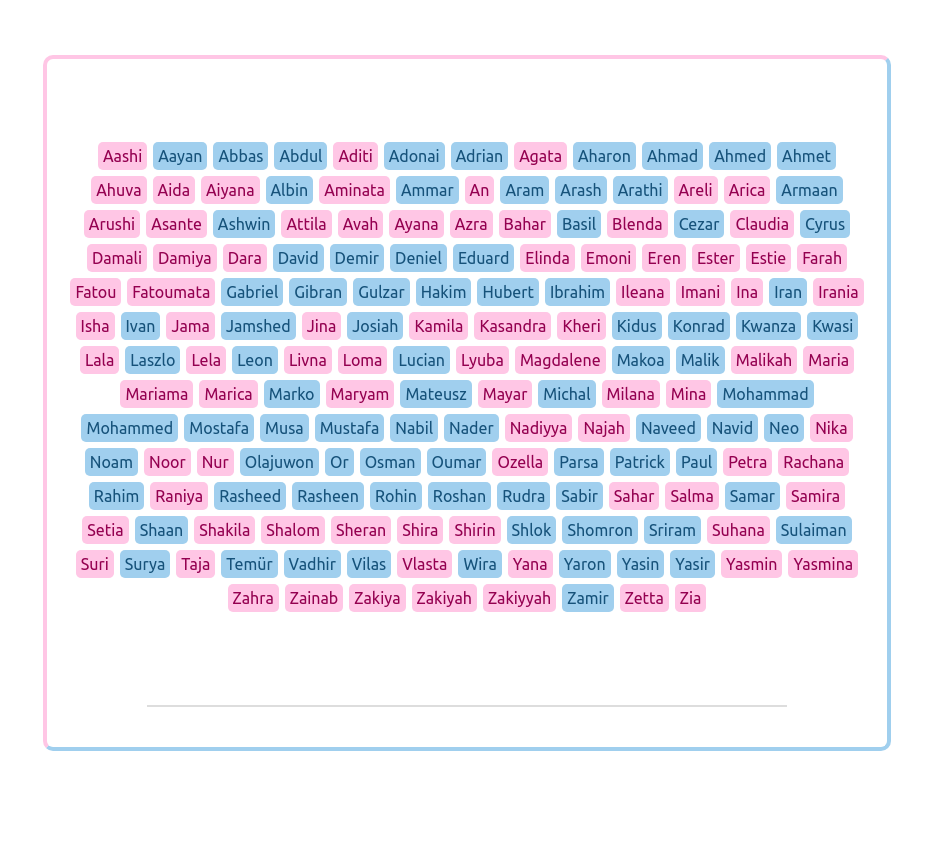 Aashi Aayan Abbas Abdul Aditi Adonai Adrian Agata Aharon Ahmad Ahmed Ahmet
Ahuva Aida Aiyana Albin Aminata Ammar An Aram Arash Arathi Areli Arica Armaan
Arushi Asante Ashwin Attila Avah Ayana Azra Bahar Basil Blenda Cezar Claudia Cyrus
Damali Damiya Dara David Demir Deniel Eduard Elinda Emoni Eren Ester Estie Farah
Fatou Fatoumata Gabriel Gibran Gulzar Hakim Hubert Ibrahim Ileana Imani Ina Iran Irania
Isha Ivan Jama Jamshed Jina Josiah Kamila Kasandra Kheri Kidus Konrad Kwanza Kwasi
Lala Laszlo Lela Leon Livna Loma Lucian Lyuba Magdalene Makoa Malik Malikah Maria
Mariama Marica Marko Maryam Mateusz Mayar Michal Milana Mina Mohammad
Mohammed Mostafa Musa Mustafa Nabil Nader Nadiyya Najah Naveed Navid Neo Nika
Noam Noor Nur Olajuwon Or Osman Oumar Ozella Parsa Patrick Paul Petra Rachana
Rahim Raniya Rasheed Rasheen Rohin Roshan Rudra Sabir Sahar Salma Samar Samira
Setia Shaan Shakila Shalom Sheran Shira Shirin Shlok Shomron Sriram Suhana Sulaiman
Suri Surya Taja Temür Vadhir Vilas Vlasta Wira Yana Yaron Yasin Yasir Yasmin Yasmina
Zahra Zainab Zakiya Zakiyah Zakiyyah Zamir Zetta Zia